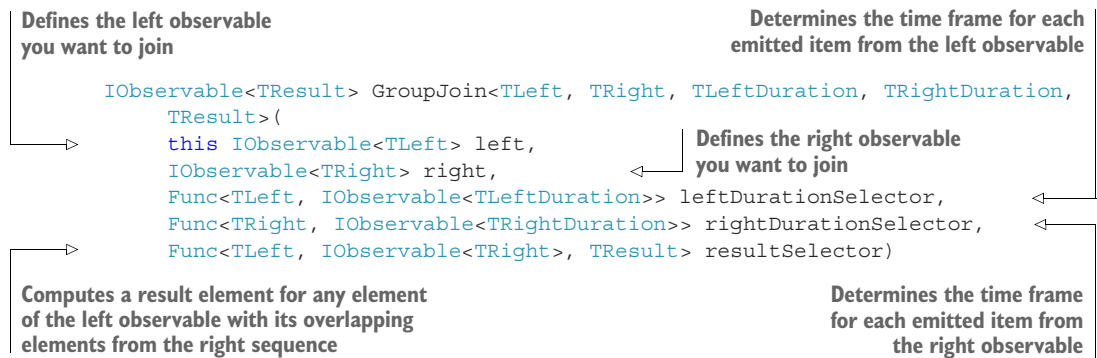 Defines the left observable
you want to join
Determines the time frame for each
emitted item from the left observable
IObservable<TResult> GroupJoin<TLeft, TRight, TLeftDuration, TRightDuration,
TResult>(
this IObservable<TLeft> left,
Defines the right observable
you want to join
IObservable<TRight> right,
Func<TLeft, IObservable<TLeftDuration>> leftDurationSelector,
Func<TRight, IObservable<TRightDuration>> rightDurationSelector,
Func<TLeft, IObservable<TRight>, TResult> resultSelector)
Computes a result element for any element
of the left observable with its overlapping
elements from the right sequence
Determines the time frame
for each emitted item from
the right observable